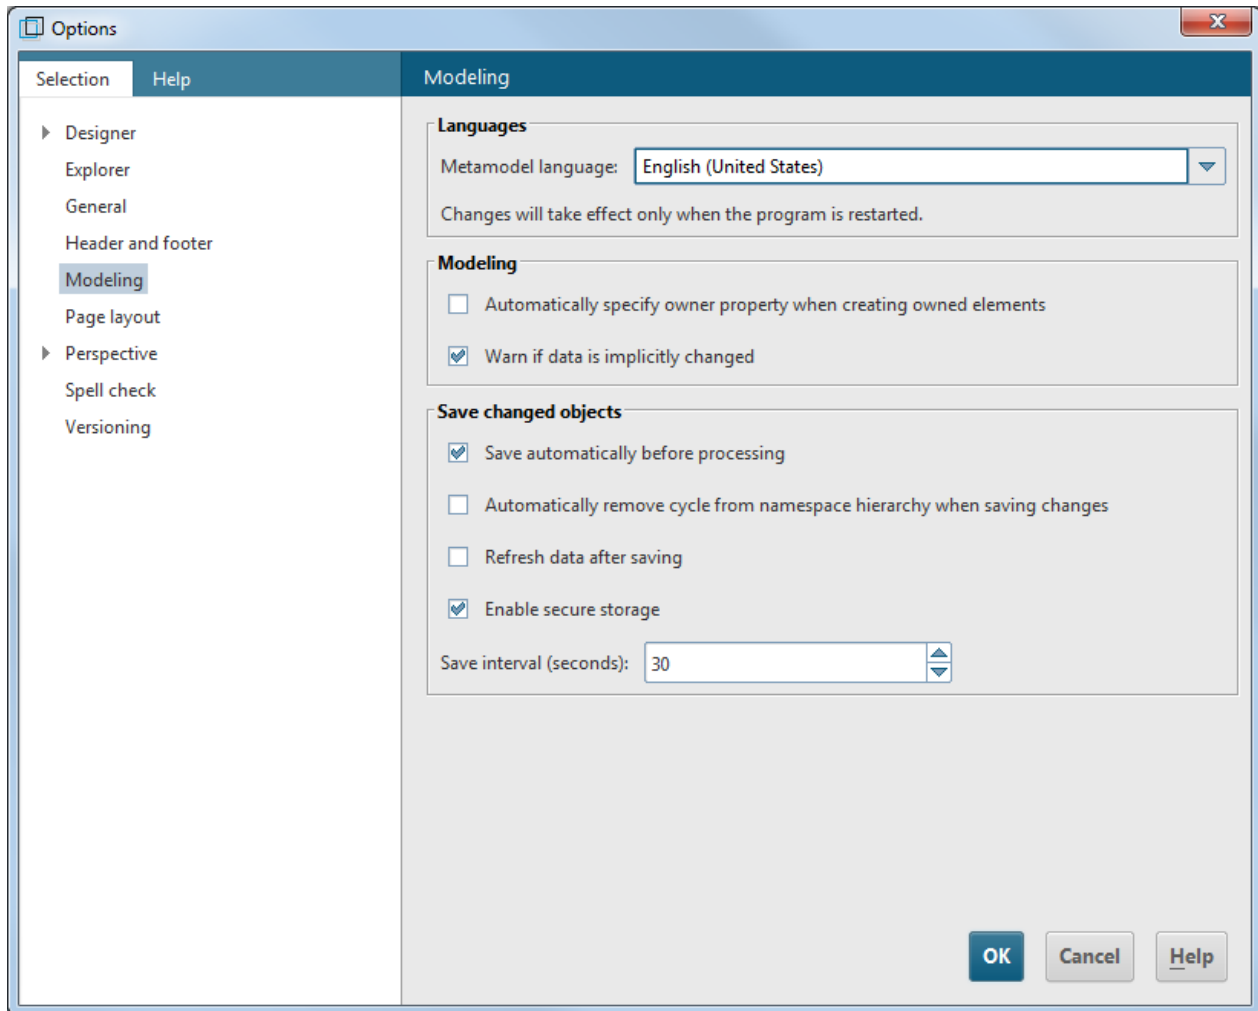 Options
Selection Help
Designer
Explorer
General
Header and footer
Modeling
Page layout
Perspective
Spell check
Versioning
Modeling
Languages
Metamodel language: English (United States)
Changes will take effect only when the program is restarted.
Modeling
Automatically specify owner property when creating owned elements
Warn if data is implicitly changed
Save changed objects
Save automatically before processing
Automatically remove cycle from namespace hierarchy when saving changes
Refresh data after saving
Enable secure storage
Save interval (seconds): 30
OK Cancel Help